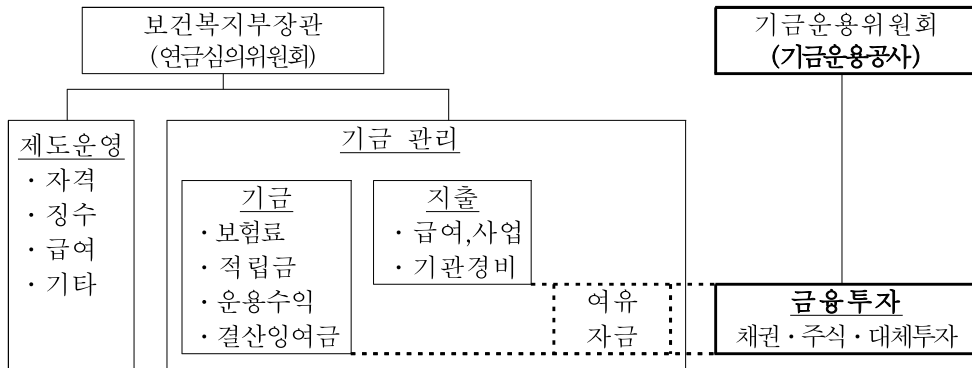 보건복지부장관
(연금심의위원회)
기금운용위원회
(기금운용공사)
제도운영
· 자격
· 징수
· 급여
· 기타
기금 관리
기금
· 보험료
· 적립금
· 운용수익
· 결산잉여금
지출
· 급여,사업
· 기관경비
여유
자금
금융투자
채권 · 주식 · 대체투자